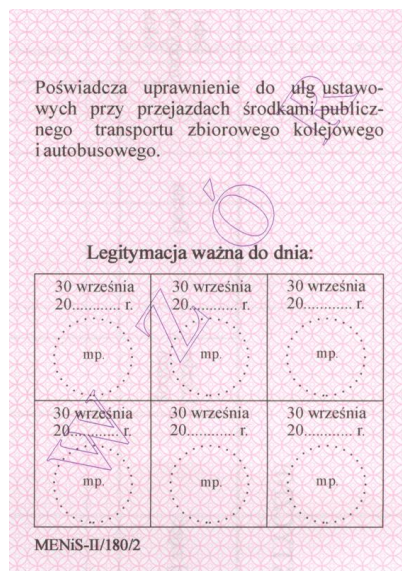 Poświadcza uprawnienie do ulg ustawo-
wych przy przejazdach środkami publicz-
nego transportu zbiorowego kolejowego
i autobusowego.
Legitymacja ważna do dnia:
30 września 30 września 30 września
20............ r. 20............ r. 20............ r.
mp. mp. mp.
30 września 30 września 30 września
20............ r. 20............ r. 20............ r.
mp. mp. mp.
MENiS-II/180/2
WZÓR